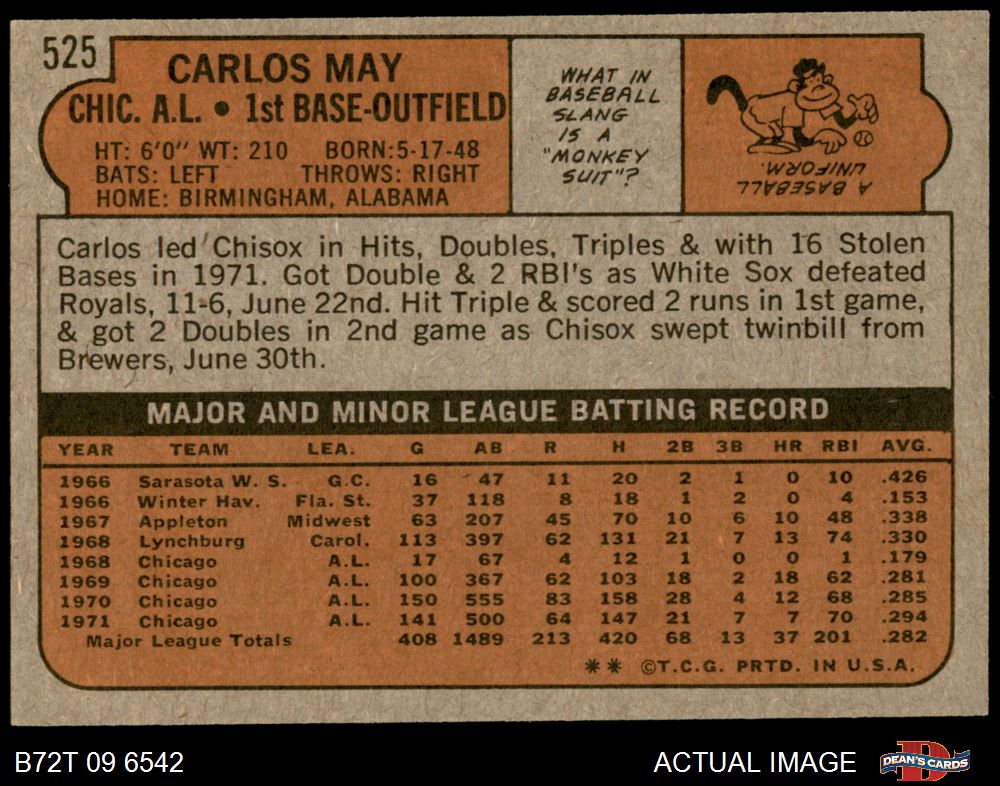 525
CARLOS MAY
CHIC. A.L. • 1st BASE-OUTFIELD
HT: 6'0" WT: 210 BORN:5-17-48
BATS: LEFT THROWS: RIGHT
HOME: BIRMINGHAM, ALABAMA
WHAT IN
BASEBALL
SLANG
IS A
"MONKEY
SUIT"?
A BASEBALL
UNIFORM.
Carlos led Chisox in Hits, Doubles, Triples & with 16 Stolen
Bases in 1971. Got Double & 2 RBI's as White Sox defeated
Royals, 11-6, June 22nd. Hit Triple & scored 2 runs in 1st game,
& got 2 Doubles in 2nd game as Chisox swept twinbill from
Brewers, June 30th.
MAJOR AND MINOR LEAGUE BATTING RECORD
YEAR TEAM LEA. G AB R H 2B 3B HR RBI AVG.
1966 Sarasota W. S. G.C. 16 47 11 20 2 1 0 10 .426
1966 Winter Hav. Fla. St. 37 118 8 18 1 2 0 4 .153
1967 Appleton Midwest 63 207 45 70 10 6 10 48 .338
1968 Lynchburg Carol. 113 397 62 131 21 7 13 74 .330
1968 Chicago A.L. 17 67 4 12 1 0 0 1 .179
1969 Chicago A.L. 100 367 62 103 18 2 18 62 .281
1970 Chicago A.L. 150 555 83 158 28 4 12 68 .285
1971 Chicago A.L. 141 500 64 147 21 7 7 70 .294
Major League Totals 408 1489 213 420 68 13 37 201 .282
** ©T.C.G. PRTD. IN U.S.A.
B72T 09 6542
ACTUAL IMAGE
D
DEAN'S CARDS